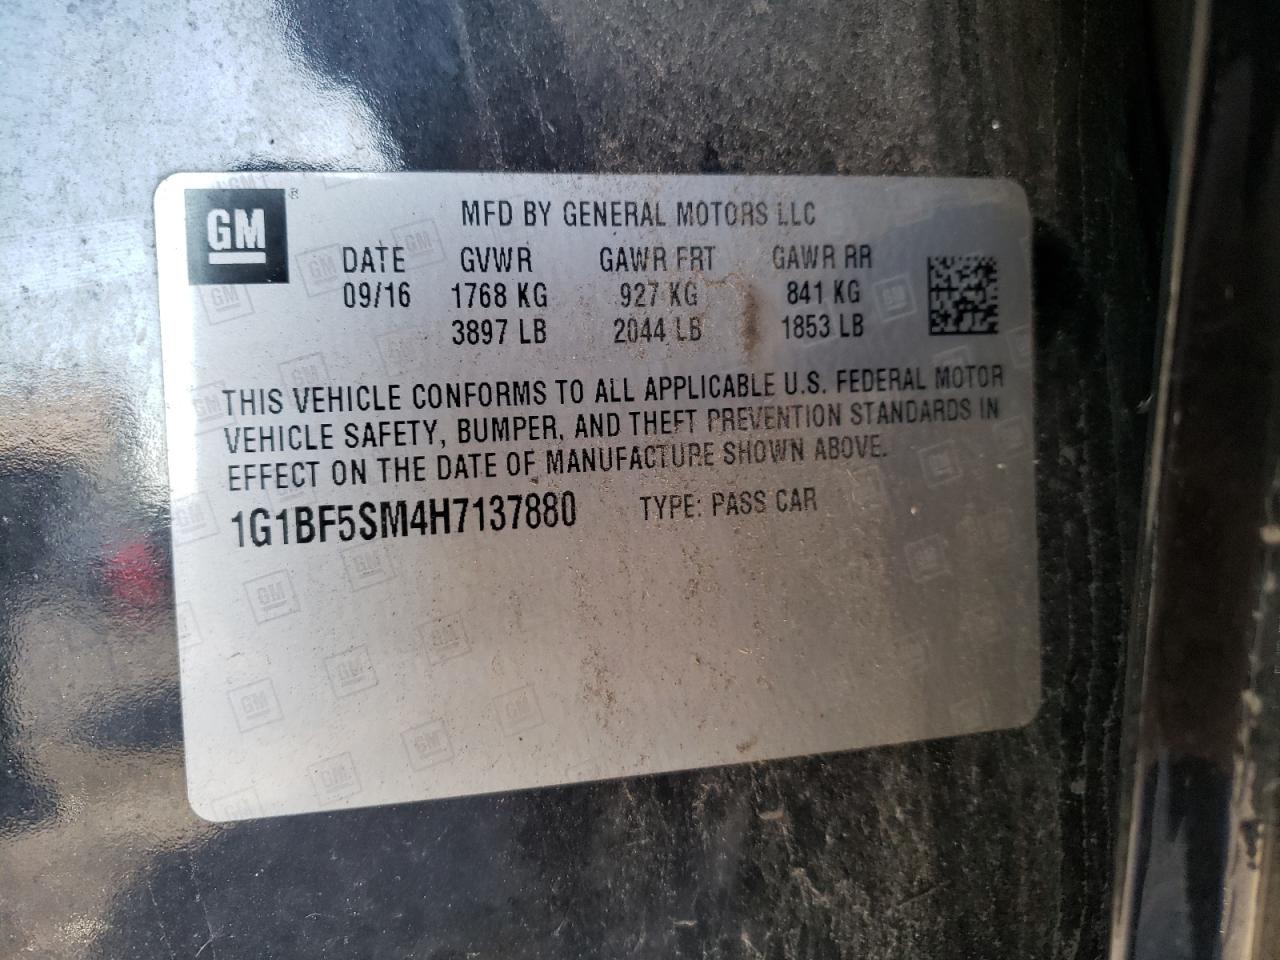 GM ®
MFD BY GENERAL MOTORS LLC
DATE GVWR GAWR FRT GAWR RR
09/16 1768 KG 927 KG 841 KG
3897 LB 2044 LB 1853 LB
THIS VEHICLE CONFORMS TO ALL APPLICABLE U.S. FEDERAL MOTOR
VEHICLE SAFETY, BUMPER, AND THEFT PREVENTION STANDARDS IN
EFFECT ON THE DATE OF MANUFACTURE SHOWN ABOVE.
1G1BF5SM4H7137880 TYPE: PASS CAR